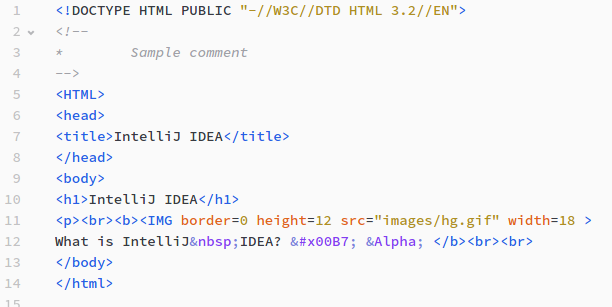 1 <!DOCTYPE HTML PUBLIC "-//W3C//DTD HTML 3.2//EN">
2 <!--
3 *        Sample comment
4 -->
5 <HTML>
6 <head>
7 <title>IntelliJ IDEA</title>
8 </head>
9 <body>
10 <h1>IntelliJ IDEA</h1>
11 <p><br><b><IMG border=0 height=12 src="images/hg.gif" width=18 >
12 What is IntelliJ&nbsp;IDEA? &#x00B7; &Alpha; </b><br><br>
13 </body>
14 </html>
15